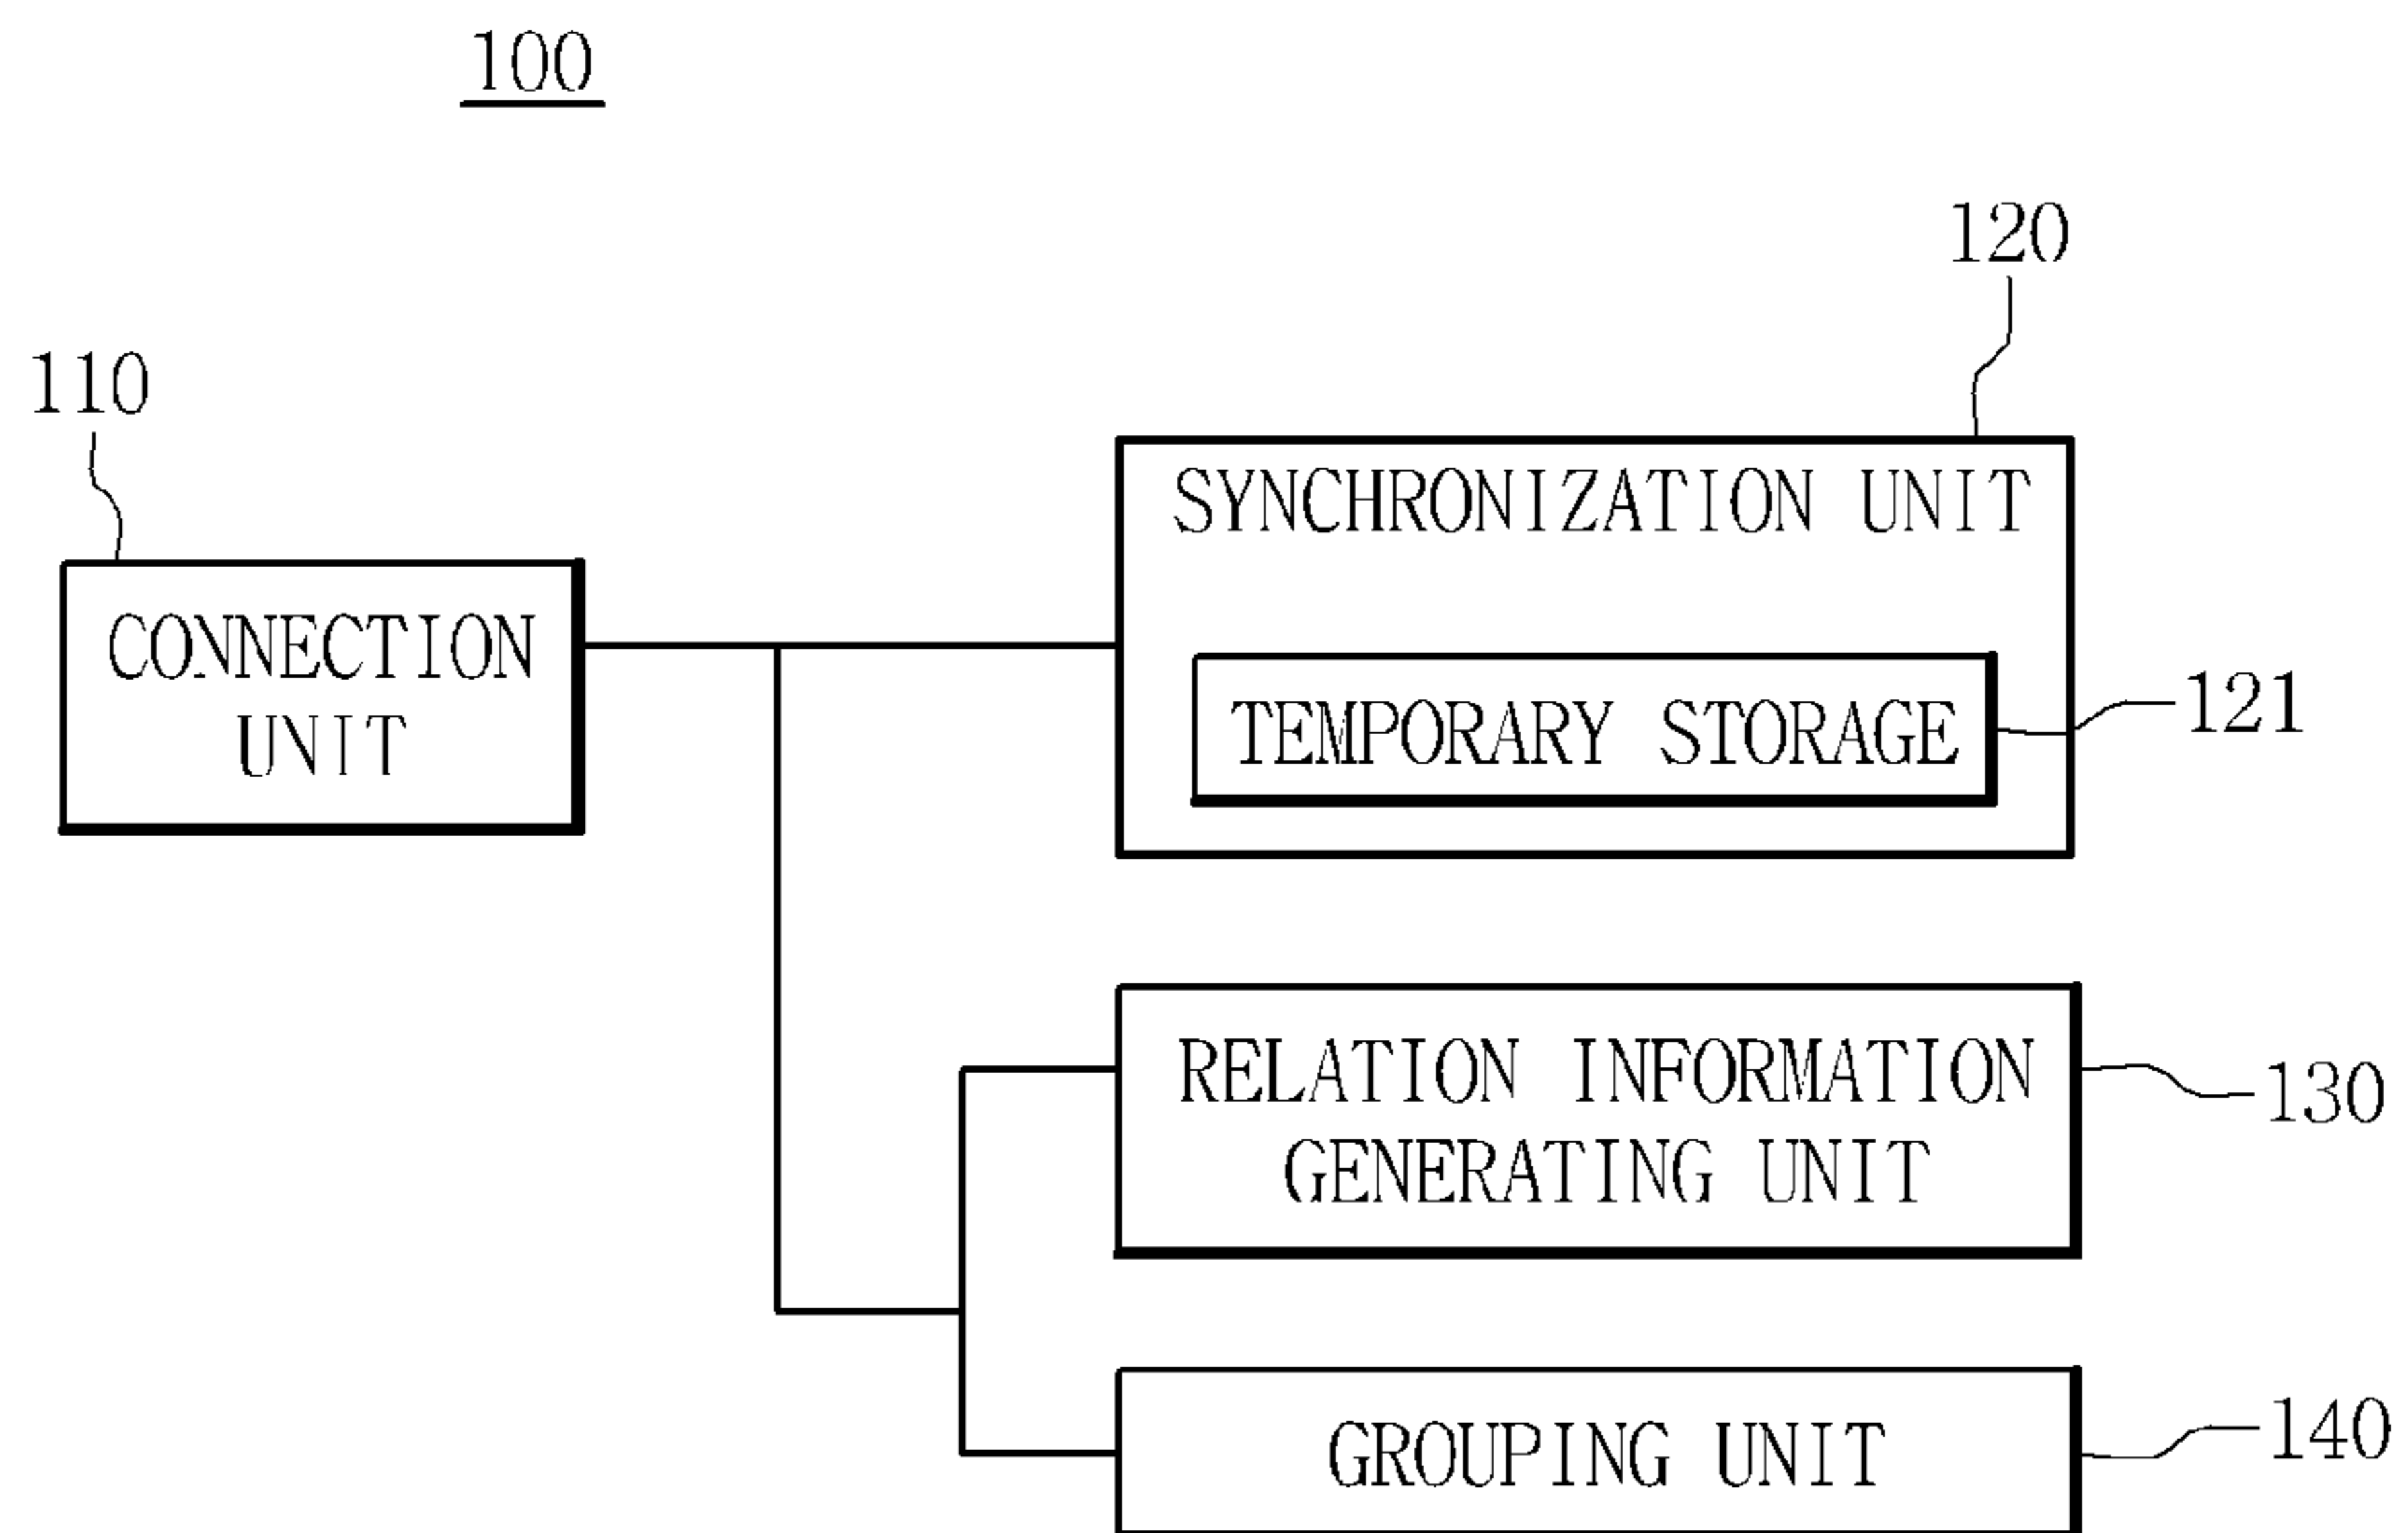 100
120
110
SYNCHRONIZATION UNIT
CONNECTION
UNIT
TEMPORARY STORAGE
121
RELATION INFORMATION
GENERATING UNIT
130
GROUPING UNIT
140